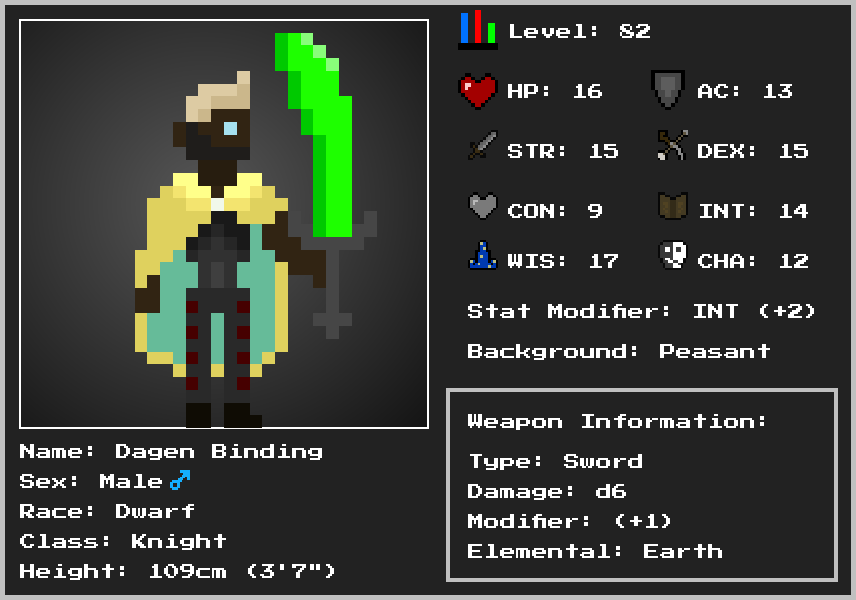 Level: 82
HP: 16
AC: 13
STR: 15
DEX: 15
CON: 9
INT: 14
WIS: 17
CHA: 12
Stat Modifier: INT (+2)
Background: Peasant
Weapon Information:
Type: Sword
Damage: d6
Modifier: (+1)
Elemental: Earth
Name: Dagen Binding
Sex: Male♂
Race: Dwarf
Class: Knight
Height: 109cm (3'7")